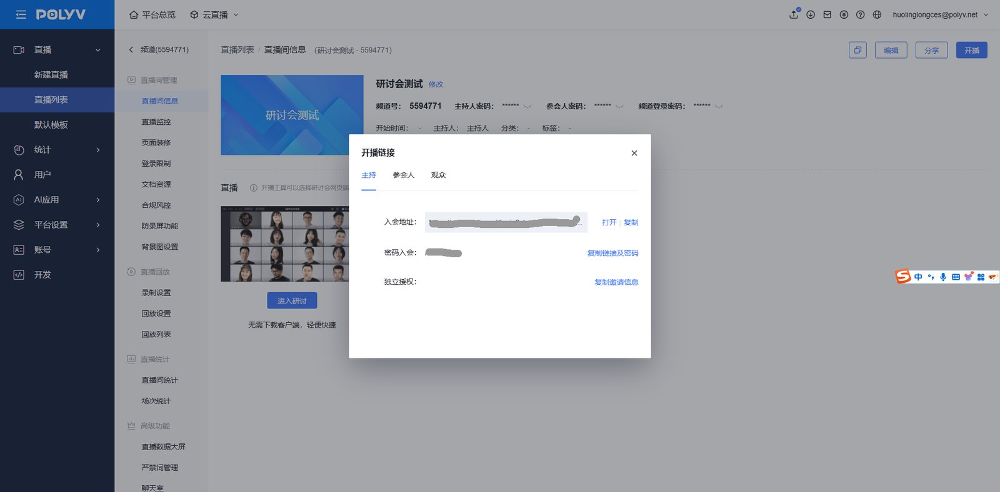 POLYV
平台总览
云直播
huolinglongces@polyv.net
直播
新建直播
直播列表
默认模板
统计
用户
AI应用
平台设置
账号
开发
频道(5594771)
直播间管理
直播间信息
直播监控
页面装修
登录限制
文档资源
合规风控
防录屏功能
背景图设置
直播回放
录制设置
回放设置
回放列表
直播统计
直播间统计
场次统计
高级功能
直播数据大屏
严禁词管理
聊天室
直播列表 / 直播间信息 (研讨会测试 - 5594771)
编辑
分享
开播
研讨会测试
研讨会测试 修改
频道号： 5594771 主持人密码： ****** 参会人密码： ****** 频道登录密码： ******
开始时间： - 主持人： 主持人 分类： - 标签： -
直播 开播工具可以选择研讨会网页端
进入研讨
无需下载客户端，轻便快捷
开播链接
主持 参会人 观众
入会地址： 打开 | 复制
密码入会： 复制链接及密码
独立授权： 复制邀请信息
中